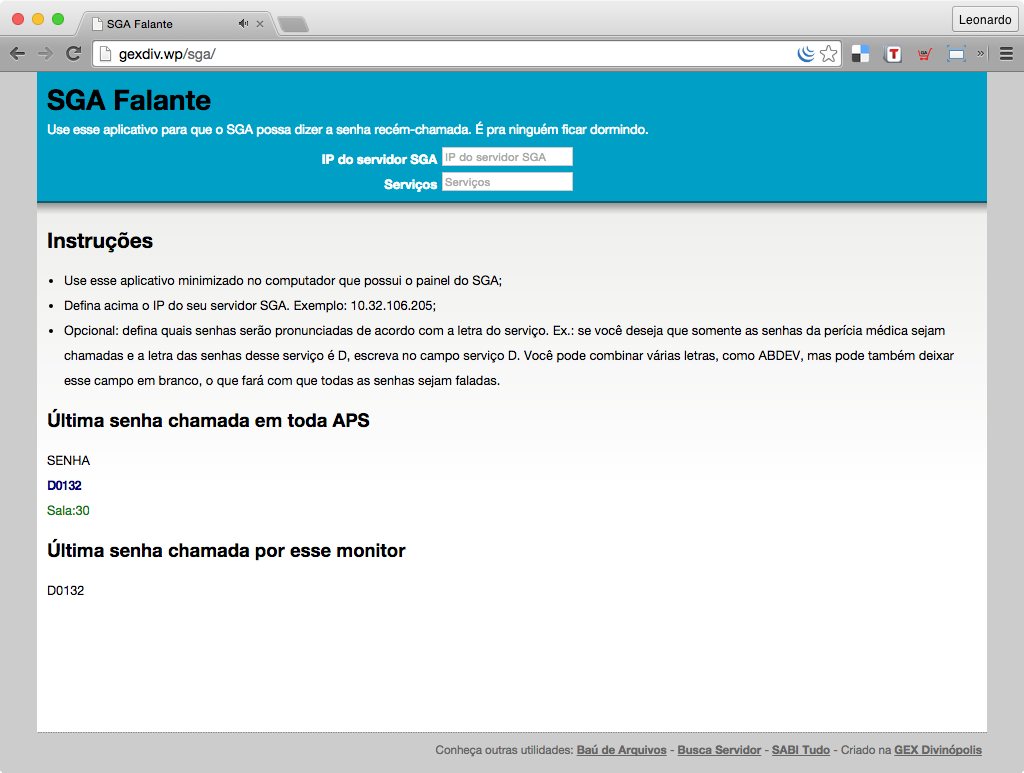 SGA Falante
Leonardo
gexdiv.wp/sga/
T
SGA Falante
Use esse aplicativo para que o SGA possa dizer a senha recém-chamada. É pra ninguém ficar dormindo.
IP do servidor SGA IP do servidor SGA
Serviços Serviços
Instruções
• Use esse aplicativo minimizado no computador que possui o painel do SGA;
• Defina acima o IP do seu servidor SGA. Exemplo: 10.32.106.205;
• Opcional: defina quais senhas serão pronunciadas de acordo com a letra do serviço. Ex.: se você deseja que somente as senhas da perícia médica sejam
chamadas e a letra das senhas desse serviço é D, escreva no campo serviço D. Você pode combinar várias letras, como ABDEV, mas pode também deixar
esse campo em branco, o que fará com que todas as senhas sejam faladas.
Última senha chamada em toda APS
SENHA
D0132
Sala:30
Última senha chamada por esse monitor
D0132
Conheça outras utilidades: Baú de Arquivos - Busca Servidor - SABI Tudo - Criado na GEX Divinópolis